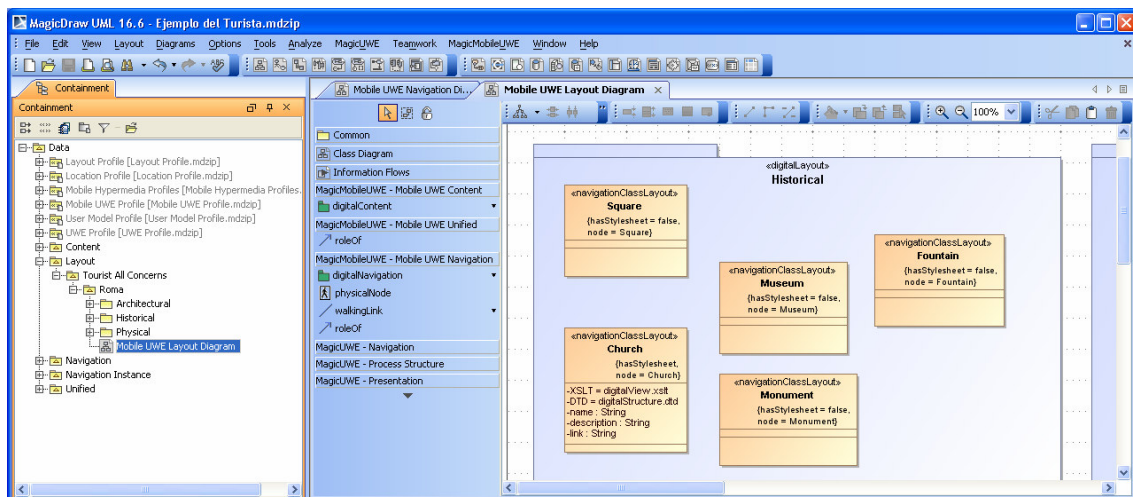 MagicDraw UML 16.6 - Ejemplo del Turista.mdzip
File Edit View Layout Diagrams Options Tools Analyze MagicUWE Teamwork MagicMobileUWE Window Help
Containment
Containment
Data
Layout Profile [Layout Profile.mdzip]
Location Profile [Location Profile.mdzip]
Mobile Hypermedia Profiles [Mobile Hypermedia Profiles.
Mobile UWE Profile [Mobile UWE Profile.mdzip]
User Model Profile [User Model Profile.mdzip]
UWE Profile [UWE Profile.mdzip]
Content
Layout
Tourist All Concerns
Roma
Architectural
Historical
Physical
Mobile UWE Layout Diagram
Navigation
Navigation Instance
Unified
Mobile UWE Navigation Di...
Mobile UWE Layout Diagram
100%
Common
Class Diagram
Information Flows
MagicMobileUWE - Mobile UWE Content
digitalContent
MagicMobileUWE - Mobile UWE Unified
roleOf
MagicMobileUWE - Mobile UWE Navigation
digitalNavigation
physicalNode
walkingLink
roleOf
MagicUWE - Navigation
MagicUWE - Process Structure
MagicUWE - Presentation
«digitalLayout»
Historical
«navigationClassLayout»
Square
{hasStylesheet = false,
node = Square}
«navigationClassLayout»
Fountain
{hasStylesheet = false,
node = Fountain}
«navigationClassLayout»
Museum
{hasStylesheet = false,
node = Museum}
«navigationClassLayout»
Church
{hasStylesheet,
node = Church}
-XSLT = digitalView.xslt
-DTD = digitalStructure.dtd
-name : String
-description : String
-link : String
«navigationClassLayout»
Monument
{hasStylesheet = false,
node = Monument}